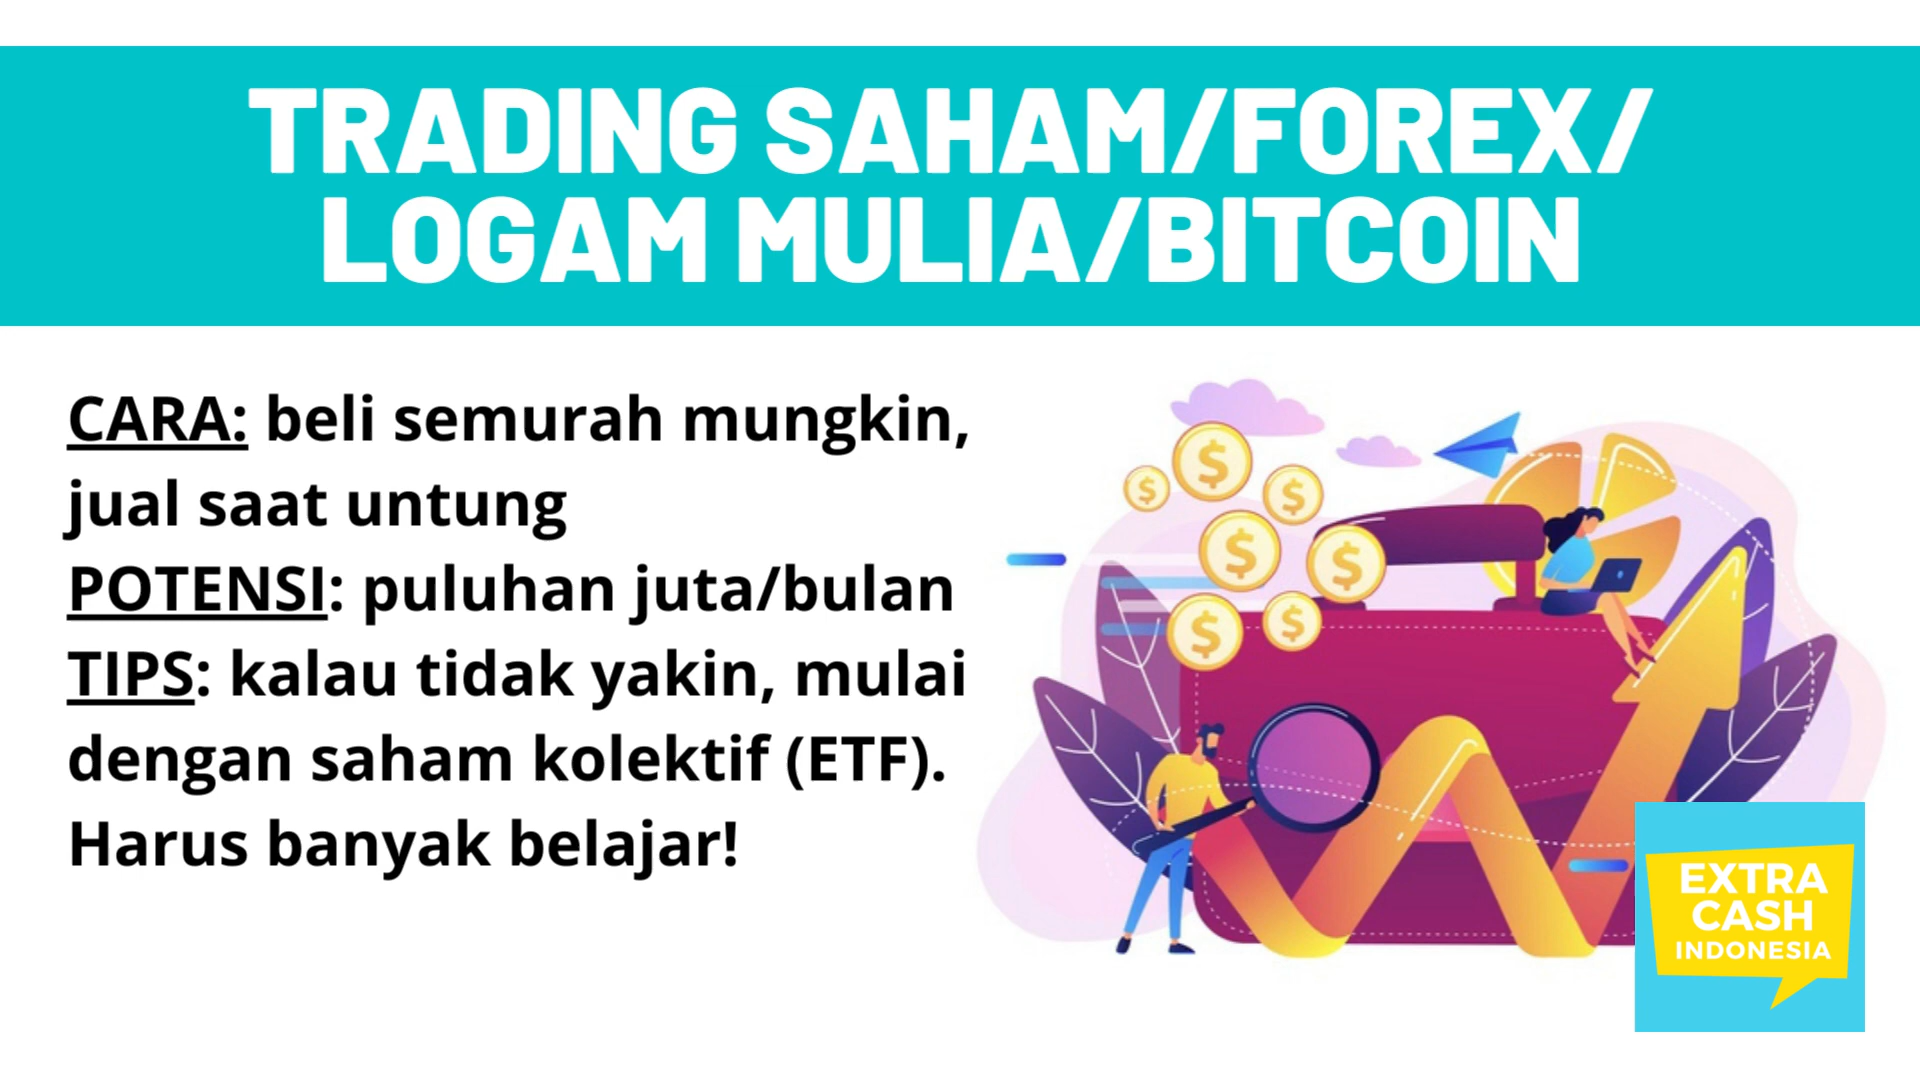 TRADING SAHAM/FOREX/
LOGAM MULIA/BITCOIN
CARA: beli semurah mungkin,
jual saat untung
POTENSI: puluhan juta/bulan
TIPS: kalau tidak yakin, mulai
dengan saham kolektif (ETF).
Harus banyak belajar!
$
$
$
$
$
$
$
EXTRA
CASH
INDONESIA